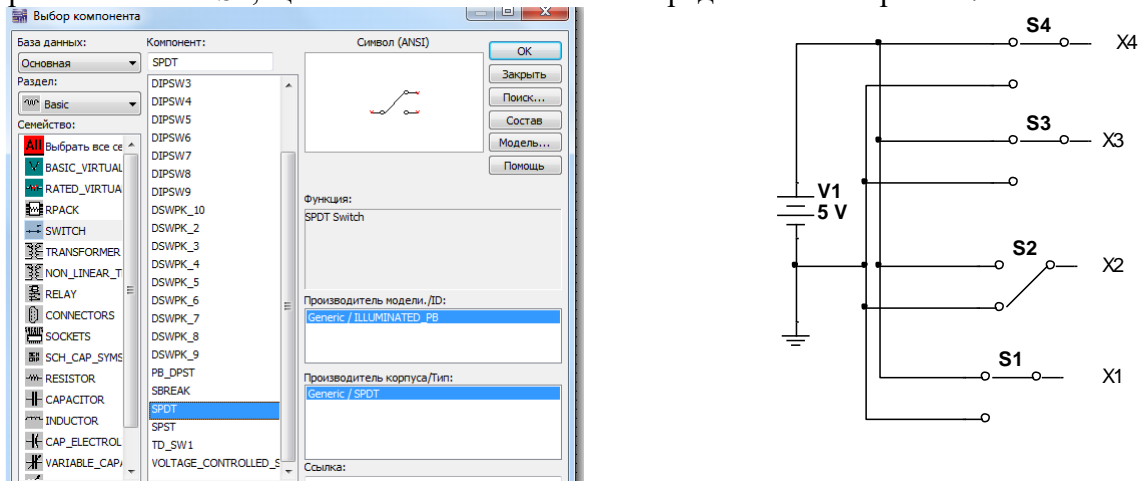 Выбор компонента
База данных:
Основная
Раздел:
Basic
Семейство:
All Выбрать все се
BASIC_VIRTUAL
RATED_VIRTUA
RPACK
SWITCH
TRANSFORMER
NON_LINEAR_T
RELAY
CONNECTORS
SOCKETS
SCH_CAP_SYMS
RESISTOR
CAPACITOR
INDUCTOR
CAP_ELECTROL
VARIABLE_CAPA
Компонент:
SPDT
DIPSW3
DIPSW4
DIPSW5
DIPSW6
DIPSW7
DIPSW8
DIPSW9
DSWPK_10
DSWPK_2
DSWPK_3
DSWPK_4
DSWPK_5
DSWPK_6
DSWPK_7
DSWPK_8
DSWPK_9
PB_DPST
SBREAK
SPDT
SPST
TD_SW1
VOLTAGE_CONTROLLED_S
Символ (ANSI)
Функция:
SPDT Switch
Производитель модели./ID:
Generic / ILLUMINATED_PB
Производитель корпуса/Тип:
Generic / SPDT
Ссылка:
OK
Закрыть
Поиск...
Состав
Модель...
Помощь
S4
X4
S3
X3
V1
5 V
S2
X2
S1
X1